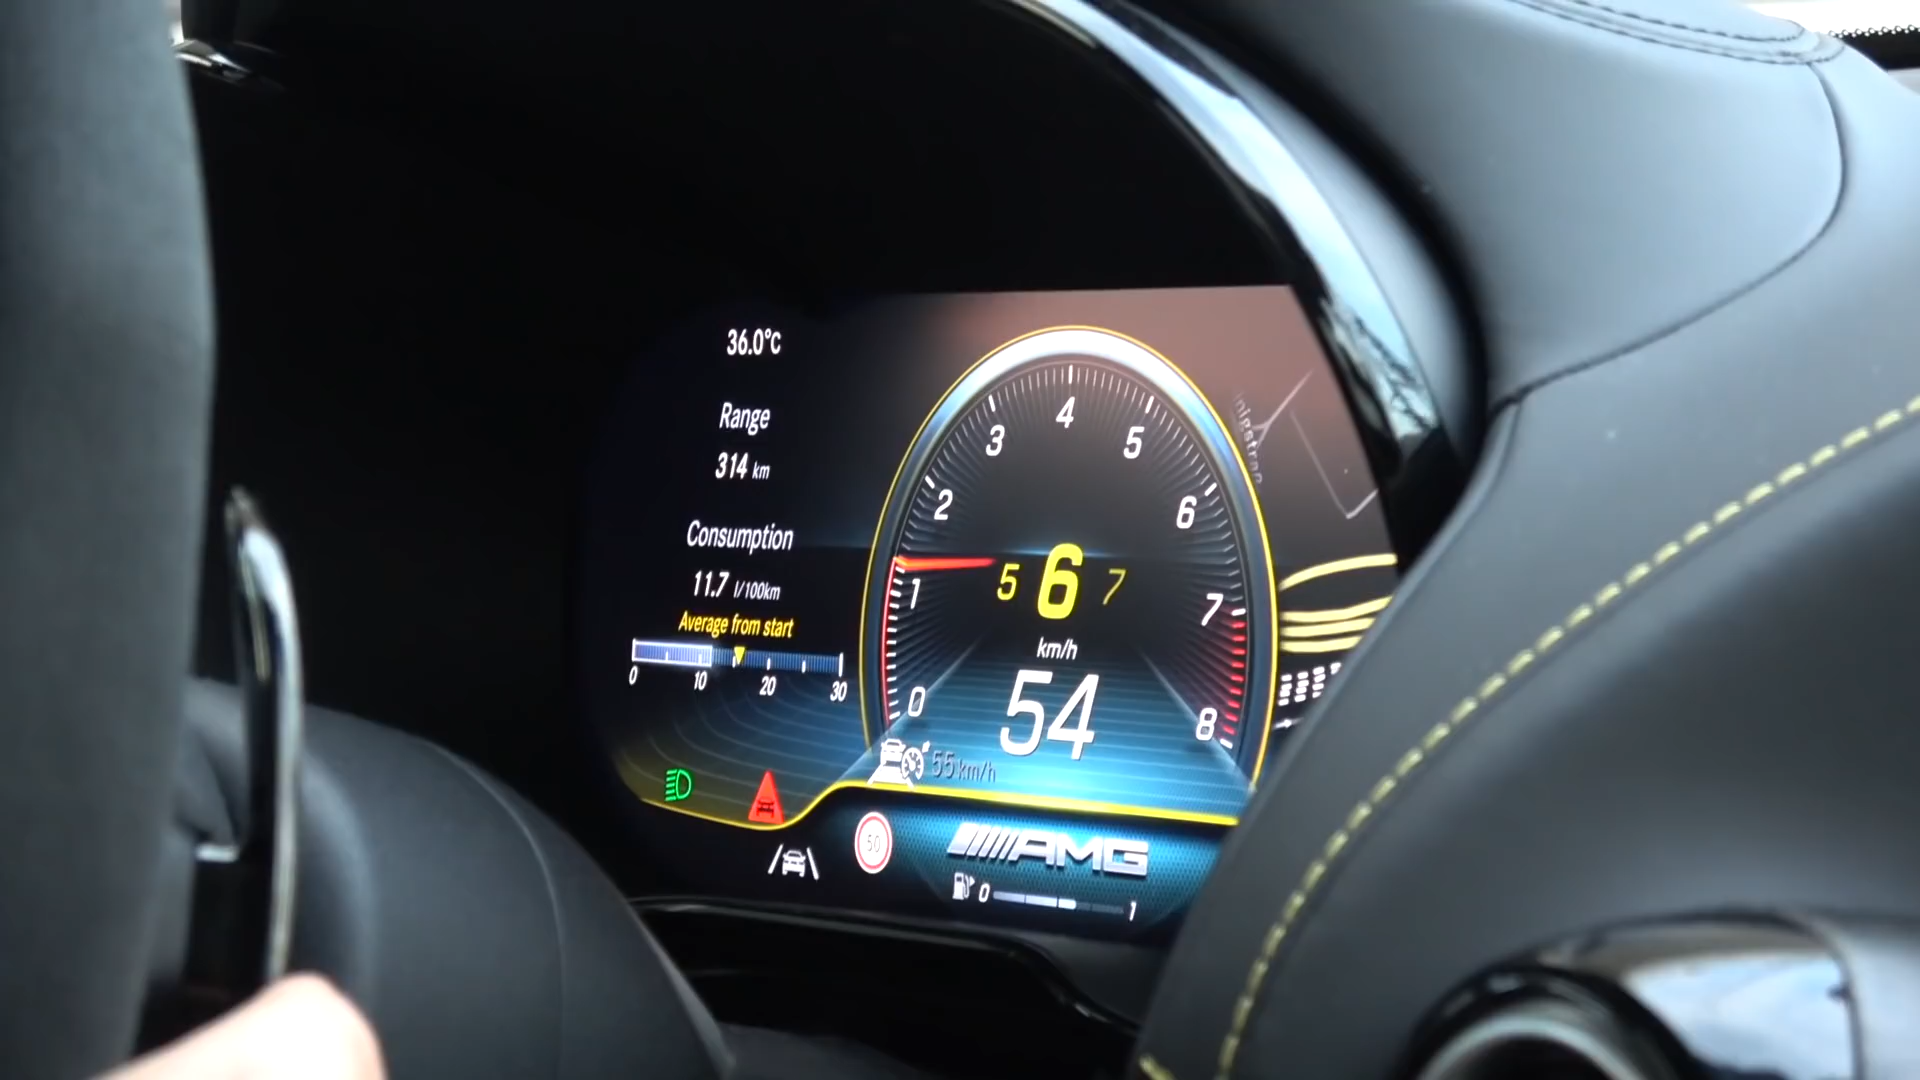 36.0°C
Range
314 km
Consumption
11.7 l/100km
Average from start
0 10 20 30
0 1 2 3 4 5 6 7 8
5 6 7
km/h
54
55 km/h
50
AMG
0 1